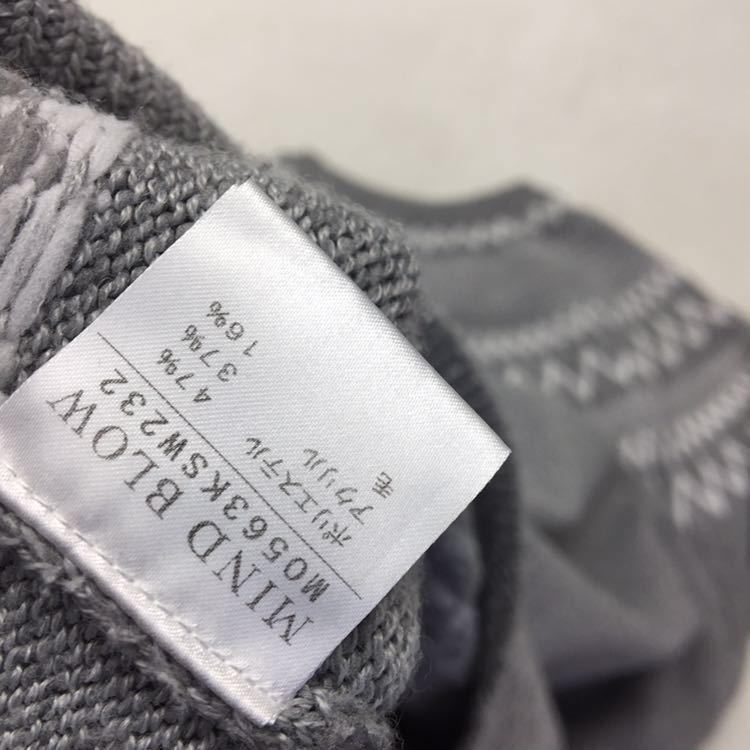 MIND BLOW
M0563KSW232
ポリエステル 47%
アクリル 37%
毛 16%